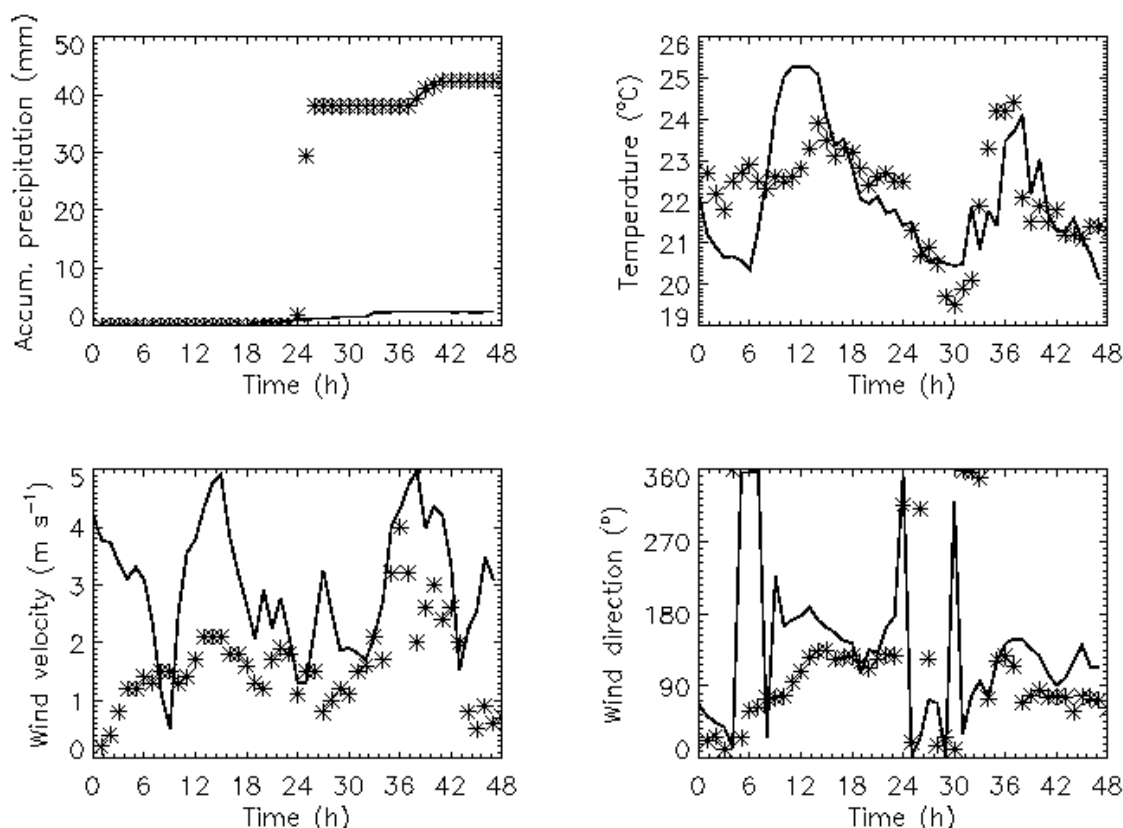 Accum. precipitation (mm)
50
40
30
20
10
0
0 6 12 18 24 30 36 42 48
Time (h)
Temperature (°C)
26
25
24
23
22
21
20
19
0 6 12 18 24 30 36 42 48
Time (h)
Wind velocity (m s⁻¹)
5
4
3
2
1
0
0 6 12 18 24 30 36 42 48
Time (h)
Wind direction (°)
360
270
180
90
0
0 6 12 18 24 30 36 42 48
Time (h)